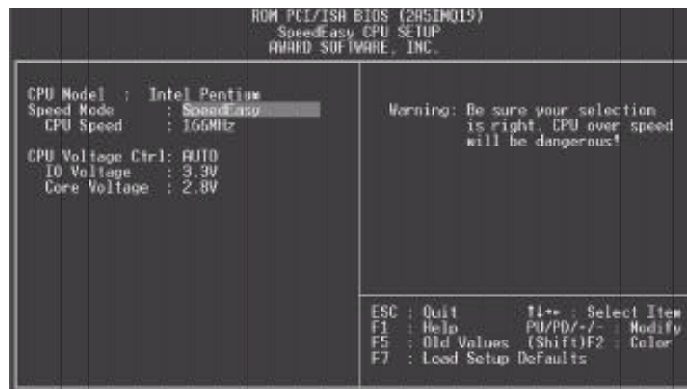 ROM PCI/ISA BIOS (2A5IMQ19)
SpeedEasy CPU SETUP
AWARD SOFTWARE, INC.
CPU Model : Intel Pentium
Speed Mode : SpeedEasy
CPU Speed : 166MHz
CPU Voltage Ctrl: AUTO
IO Voltage : 3.3V
Core Voltage : 2.8V
Warning: Be sure your selection
is right. CPU over speed
will be dangerous!
ESC : Quit ↑↓→← : Select Item
F1 : Help PU/PD/+/- : Modify
F5 : Old Values (Shift)F2 : Color
F7 : Load Setup Defaults